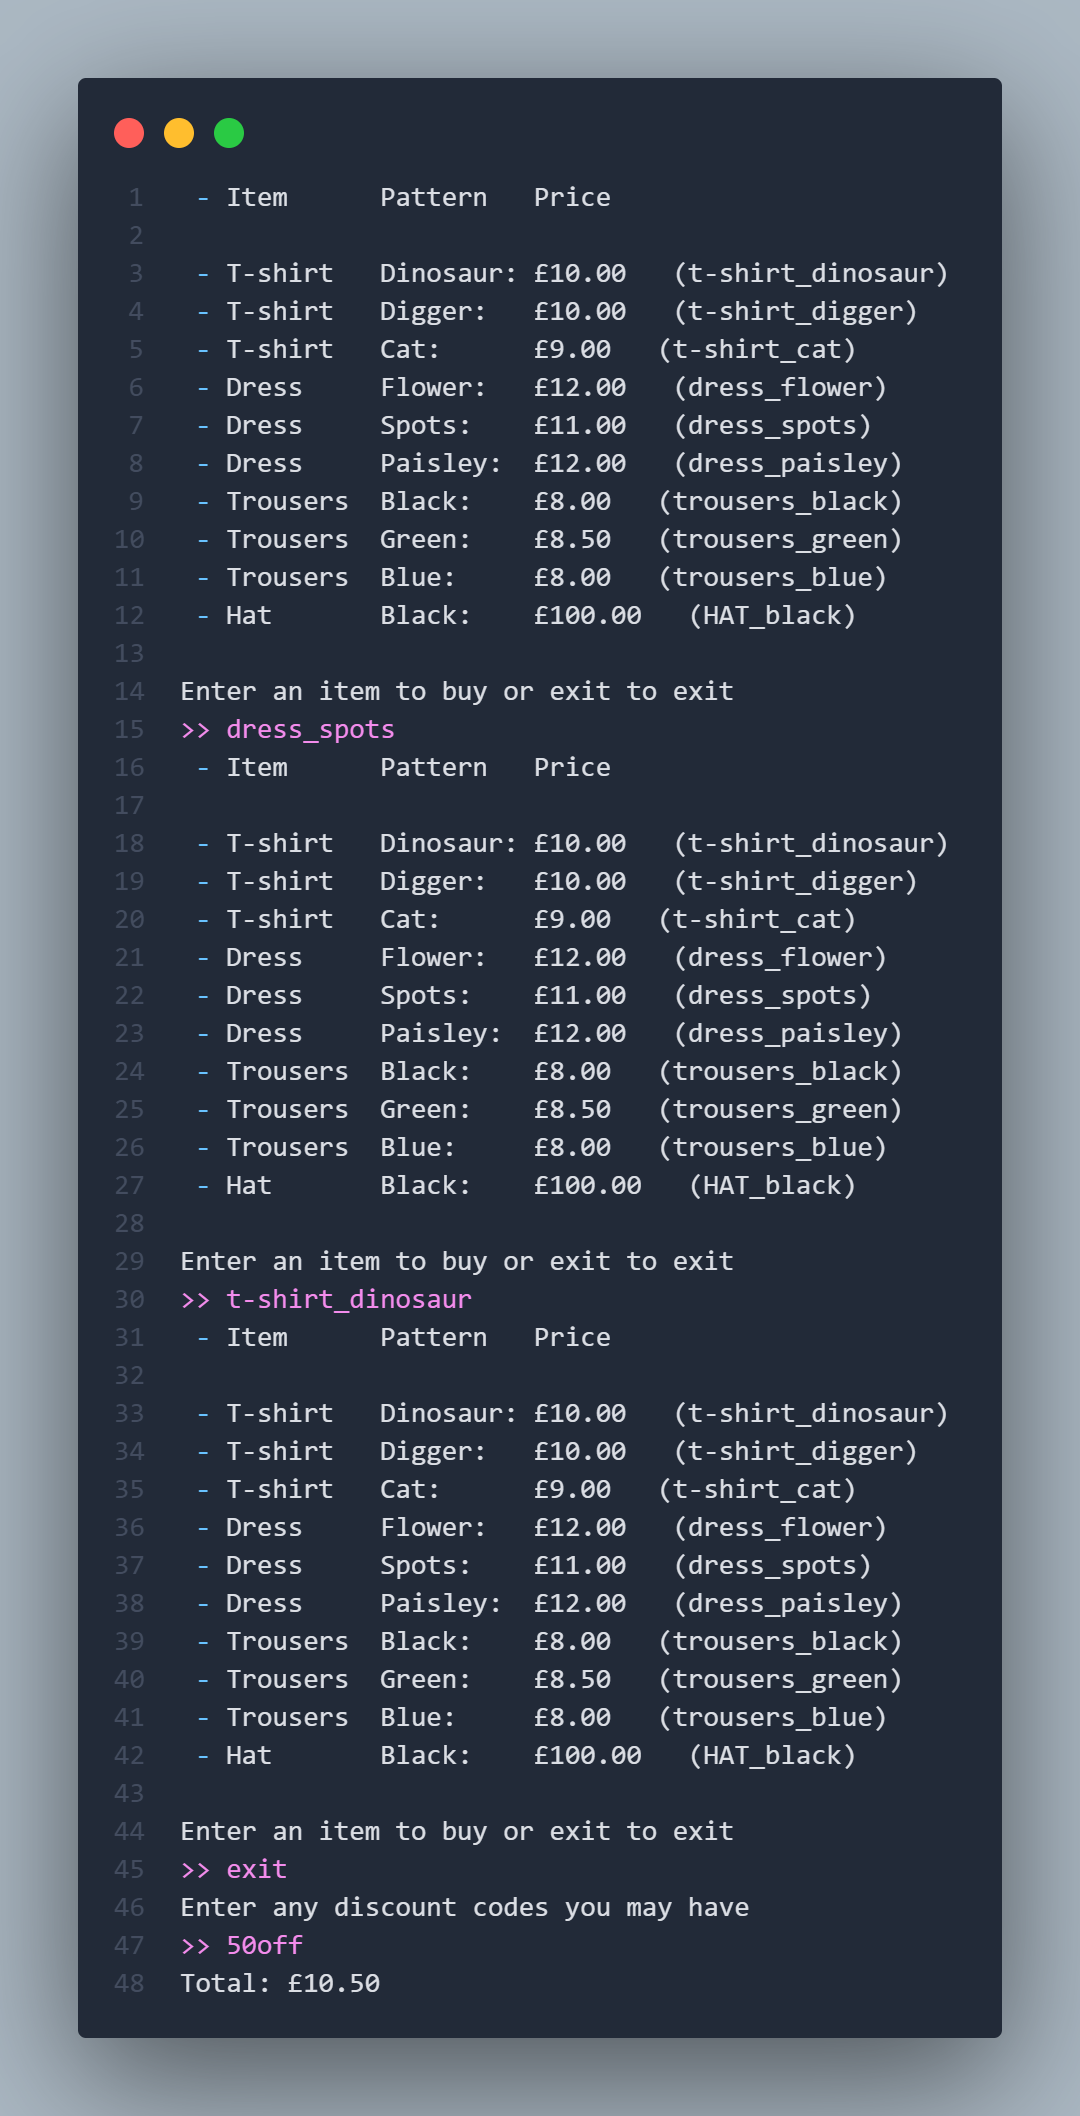 1 - Item Pattern Price
2
3 - T-shirt Dinosaur: £10.00 (t-shirt_dinosaur)
4 - T-shirt Digger: £10.00 (t-shirt_digger)
5 - T-shirt Cat: £9.00 (t-shirt_cat)
6 - Dress Flower: £12.00 (dress_flower)
7 - Dress Spots: £11.00 (dress_spots)
8 - Dress Paisley: £12.00 (dress_paisley)
9 - Trousers Black: £8.00 (trousers_black)
10 - Trousers Green: £8.50 (trousers_green)
11 - Trousers Blue: £8.00 (trousers_blue)
12 - Hat Black: £100.00 (HAT_black)
13
14 Enter an item to buy or exit to exit
15 >> dress_spots
16 - Item Pattern Price
17
18 - T-shirt Dinosaur: £10.00 (t-shirt_dinosaur)
19 - T-shirt Digger: £10.00 (t-shirt_digger)
20 - T-shirt Cat: £9.00 (t-shirt_cat)
21 - Dress Flower: £12.00 (dress_flower)
22 - Dress Spots: £11.00 (dress_spots)
23 - Dress Paisley: £12.00 (dress_paisley)
24 - Trousers Black: £8.00 (trousers_black)
25 - Trousers Green: £8.50 (trousers_green)
26 - Trousers Blue: £8.00 (trousers_blue)
27 - Hat Black: £100.00 (HAT_black)
28
29 Enter an item to buy or exit to exit
30 >> t-shirt_dinosaur
31 - Item Pattern Price
32
33 - T-shirt Dinosaur: £10.00 (t-shirt_dinosaur)
34 - T-shirt Digger: £10.00 (t-shirt_digger)
35 - T-shirt Cat: £9.00 (t-shirt_cat)
36 - Dress Flower: £12.00 (dress_flower)
37 - Dress Spots: £11.00 (dress_spots)
38 - Dress Paisley: £12.00 (dress_paisley)
39 - Trousers Black: £8.00 (trousers_black)
40 - Trousers Green: £8.50 (trousers_green)
41 - Trousers Blue: £8.00 (trousers_blue)
42 - Hat Black: £100.00 (HAT_black)
43
44 Enter an item to buy or exit to exit
45 >> exit
46 Enter any discount codes you may have
47 >> 50off
48 Total: £10.50